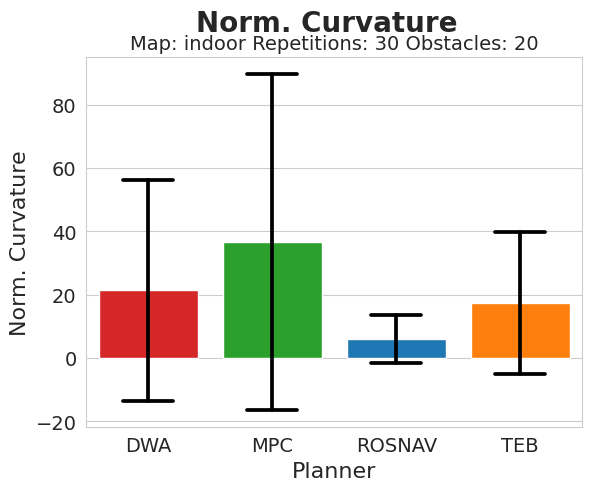 Norm. Curvature
Map: indoor Repetitions: 30 Obstacles: 20
Norm. Curvature
80
60
40
20
0
−20
DWA MPC ROSNAV TEB
Planner